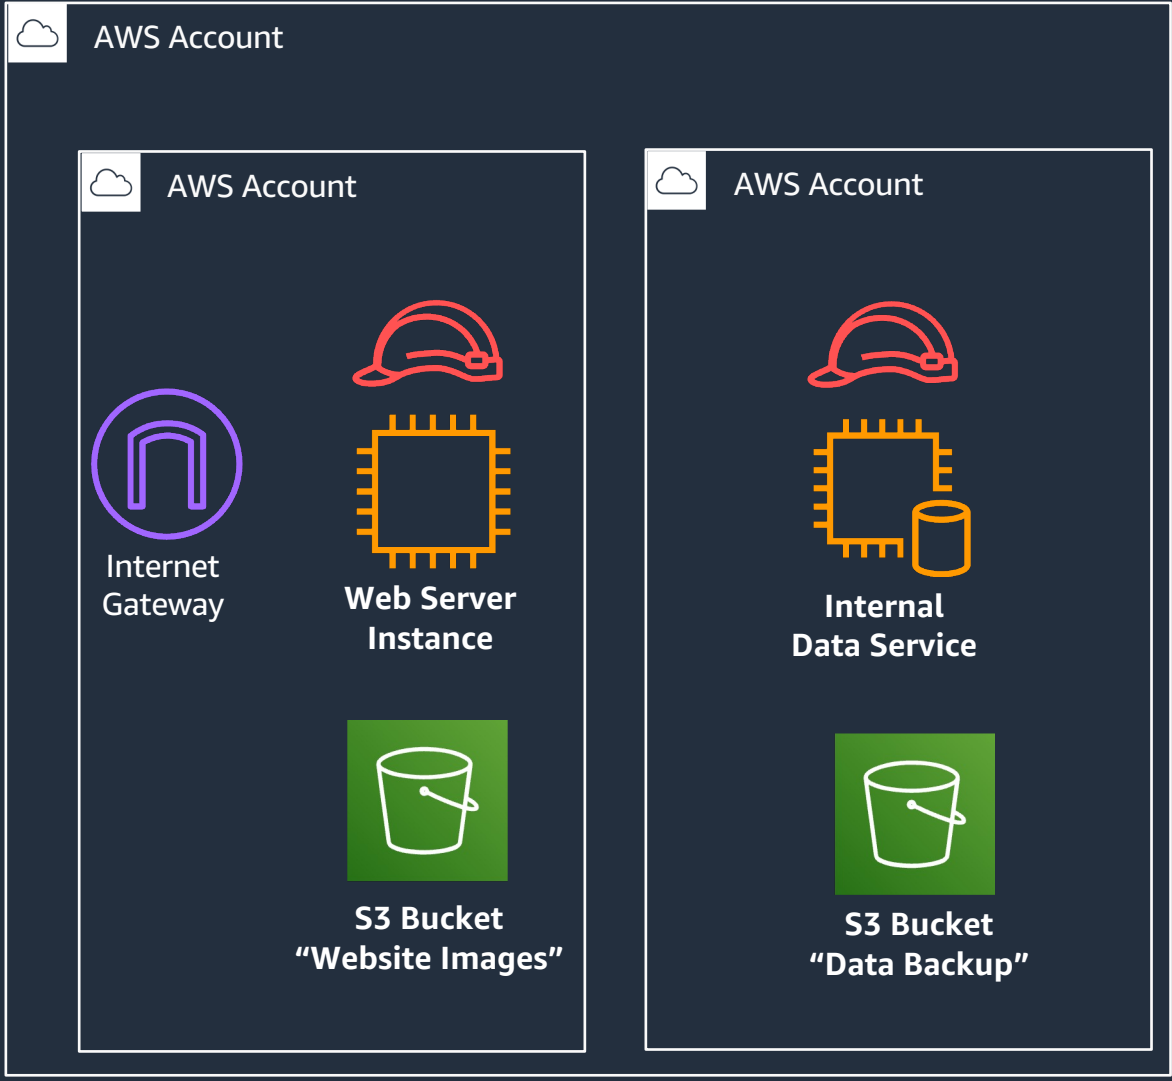 AWS Account
AWS Account
Internet
Gateway
Web Server
Instance
S3 Bucket
“Website Images”
AWS Account
Internal
Data Service
S3 Bucket
“Data Backup”